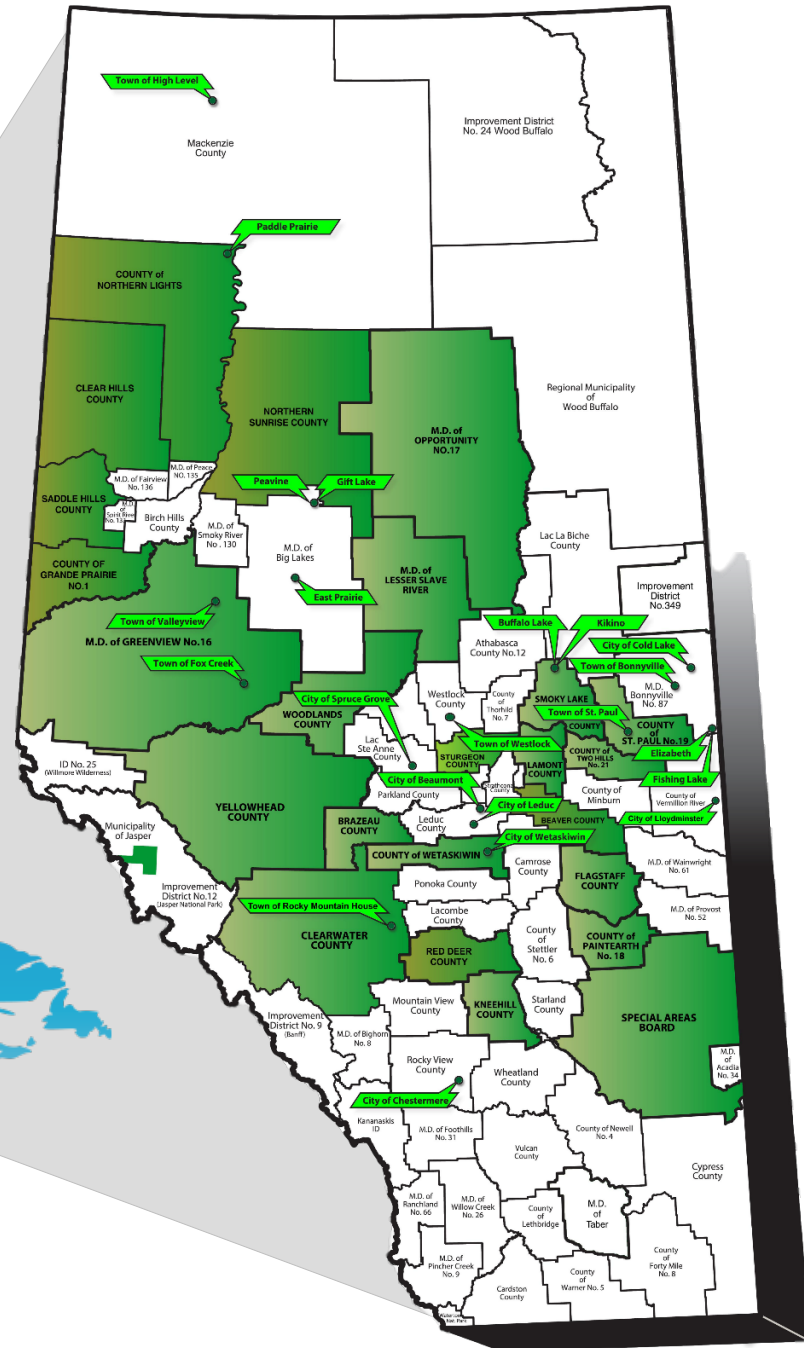 Town of High Level
Mackenzie
County
Improvement District
No. 24 Wood Buffalo
Paddle Prairie
COUNTY of
NORTHERN LIGHTS
CLEAR HILLS
COUNTY
NORTHERN
SUNRISE COUNTY
M.D. of
OPPORTUNITY
NO.17
Regional Municipality
of
Wood Buffalo
M.D. of Peace
No. 135
M.D. of Fairview
No. 136
SADDLE HILLS
COUNTY
M.D.
of
Spirit River
No. 133
Birch Hills
County
M.D. of
Smoky River
No . 130
Peavine
Gift Lake
M.D. of
Big Lakes
East Prairie
Lac La Biche
County
COUNTY OF
GRANDE PRAIRIE
NO.1
M.D. of
LESSER SLAVE
RIVER
Improvement
District
No.349
Town of Valleyview
M.D. of GREENVIEW No.16
Town of Fox Creek
Buffalo Lake
Kikino
Athabasca
County No.12
City of Cold Lake
Town of Bonnyville
M.D.
Bonnyville
No. 87
City of Spruce Grove
WOODLANDS
COUNTY
Westlock
County
County
of
Thorhild
No. 7
SMOKY LAKE
COUNTY
Town of St. Paul
COUNTY
of
ST. PAUL No.19
Town of Westlock
Lac
Ste Anne
County
STURGEON
COUNTY
LAMONT
COUNTY
COUNTY of
TWO HILLS
No. 21
Elizabeth
Fishing Lake
ID No. 25
(Willmore Wilderness)
City of Beaumont
Strathcona
County
Parkland County
County of
Minburn
County of
Vermillion River
City of Leduc
City of Lloydminster
YELLOWHEAD
COUNTY
BRAZEAU
COUNTY
Leduc
County
BEAVER COUNTY
Municipality
of Jasper
City of Wetaskiwin
COUNTY of WETASKIWIN
Camrose
County
M.D. of Wainwright
No. 61
Improvement
District No.12
(Jasper National Park)
Ponoka County
FLAGSTAFF
COUNTY
Town of Rocky Mountain House
Lacombe
County
M.D. of Provost
No. 52
CLEARWATER
COUNTY
County
of
Stettler
No. 6
COUNTY of
PAINTEARTH
No. 18
RED DEER
COUNTY
Mountain View
County
KNEEHILL
COUNTY
Starland
County
SPECIAL AREAS
BOARD
Improvement
District No. 9
(Banff)
M.D. of Bighorn
No. 8
Rocky View
County
Wheatland
County
M.D.
of
Acadia
No. 34
City of Chestermere
Kananaskis
ID
M.D. of Foothills
No. 31
County of Newell
No. 4
Vulcan
County
Cypress
County
M.D. of
Ranchland
No. 66
M.D. of
Willow Creek
No. 26
County
of
Lethbridge
M.D.
of
Taber
M.D. of
Pincher Creek
No. 9
County
of
Forty Mile
No. 8
Cardston
County
County
of
Warner No. 5
Nat. Park